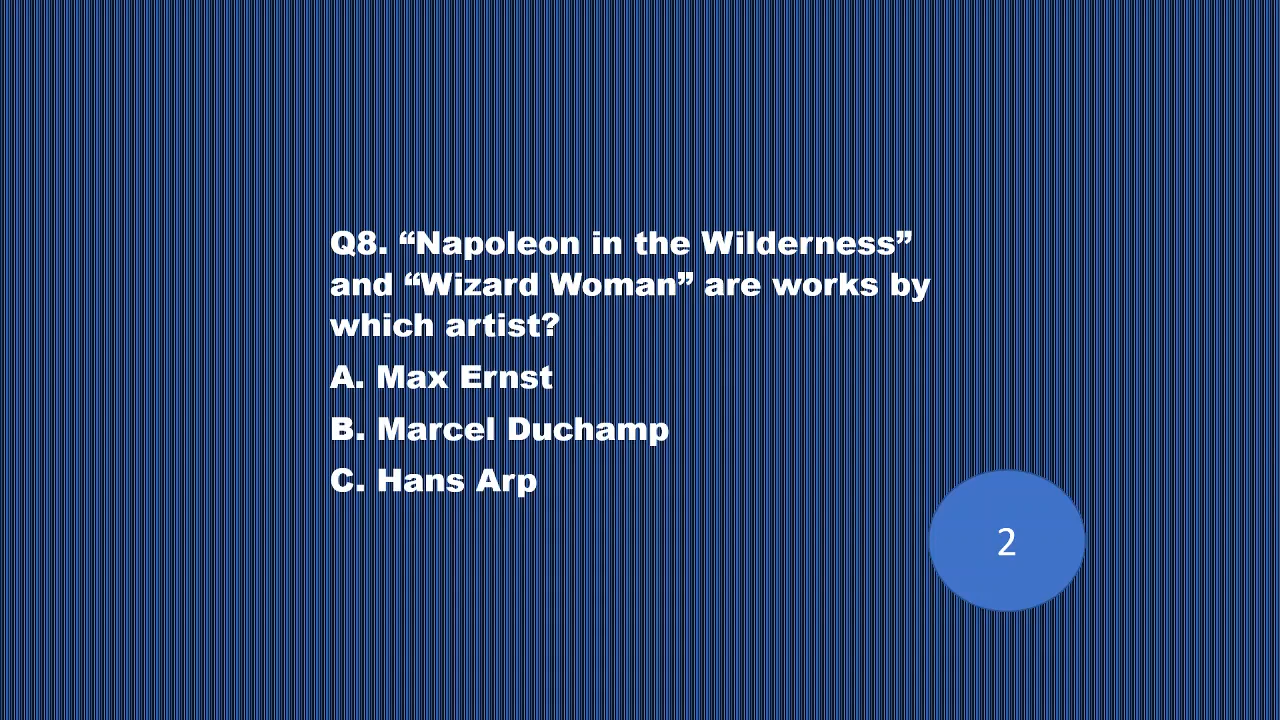 Q8. “Napoleon in the Wilderness”
and “Wizard Woman” are works by
which artist?
A. Max Ernst
B. Marcel Duchamp
C. Hans Arp
2